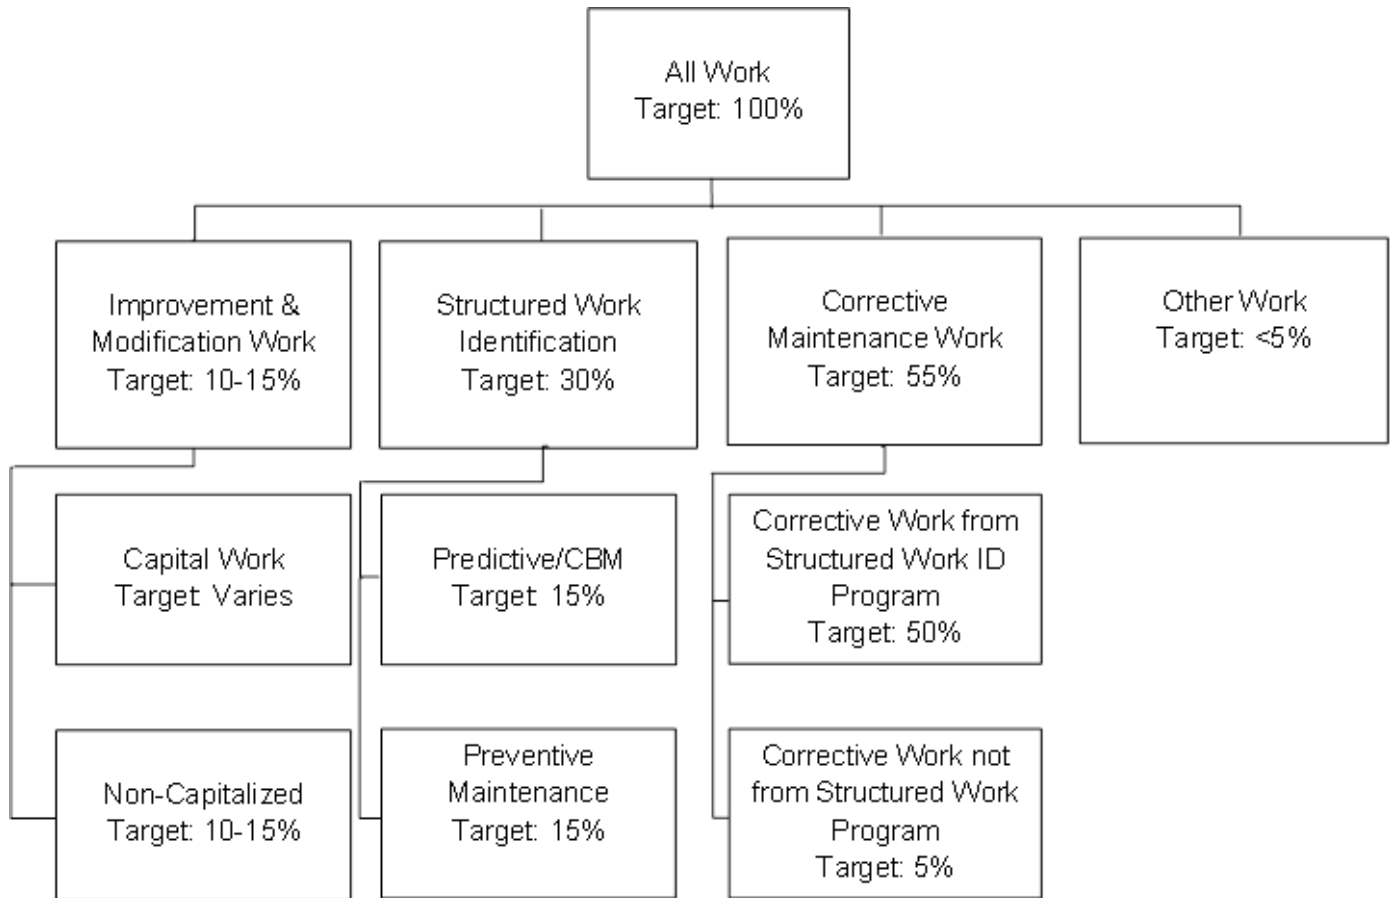 All Work
Target: 100%
Improvement &
Modification Work
Target: 10-15%
Structured Work
Identification
Target: 30%
Corrective
Maintenance Work
Target: 55%
Other Work
Target: <5%
Capital Work
Target: Varies
Predictive/CBM
Target: 15%
Corrective Work from
Structured Work ID
Program
Target: 50%
Non-Capitalized
Target: 10-15%
Preventive
Maintenance
Target: 15%
Corrective Work not
from Structured Work
Program
Target: 5%